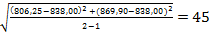 √((806,25−838,00)² +(869,90−838,00)² / 2−1) = 45